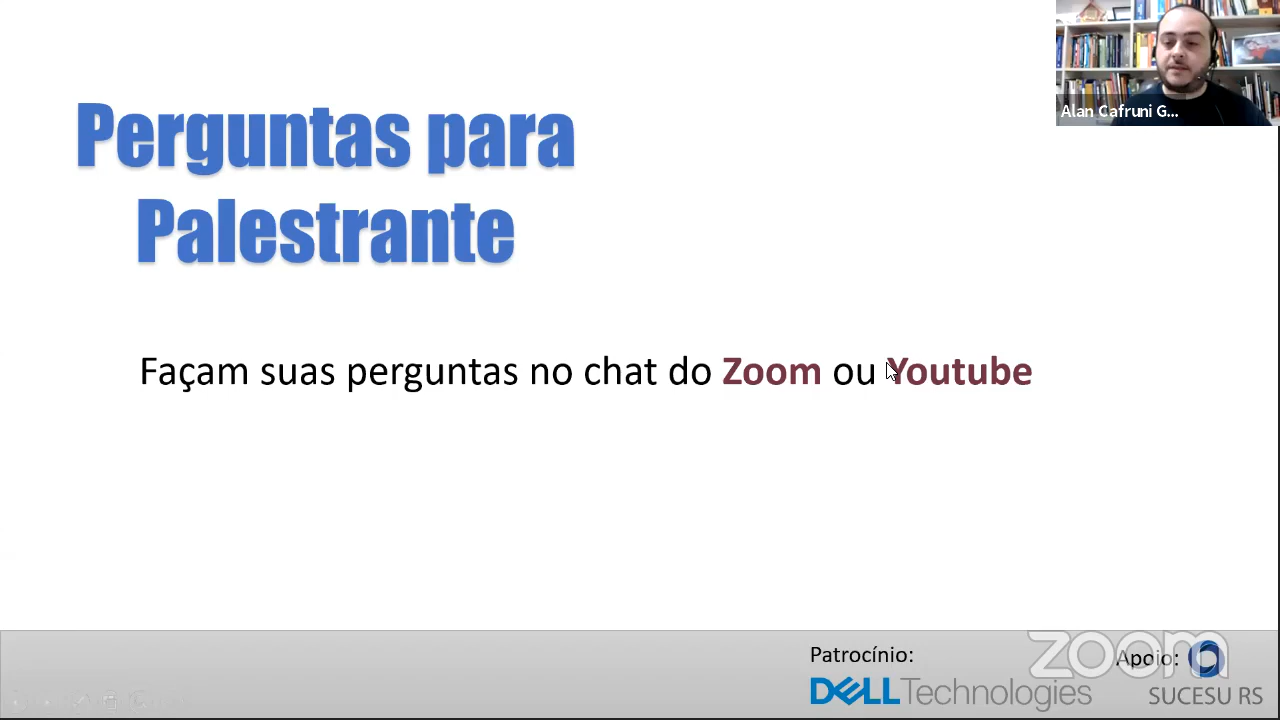 Alan Cafruni G...
Perguntas para
Palestrante
Façam suas perguntas no chat do Zoom ou Youtube
Patrocínio:
Apoio:
zoom
DELL Technologies
SUCESU RS